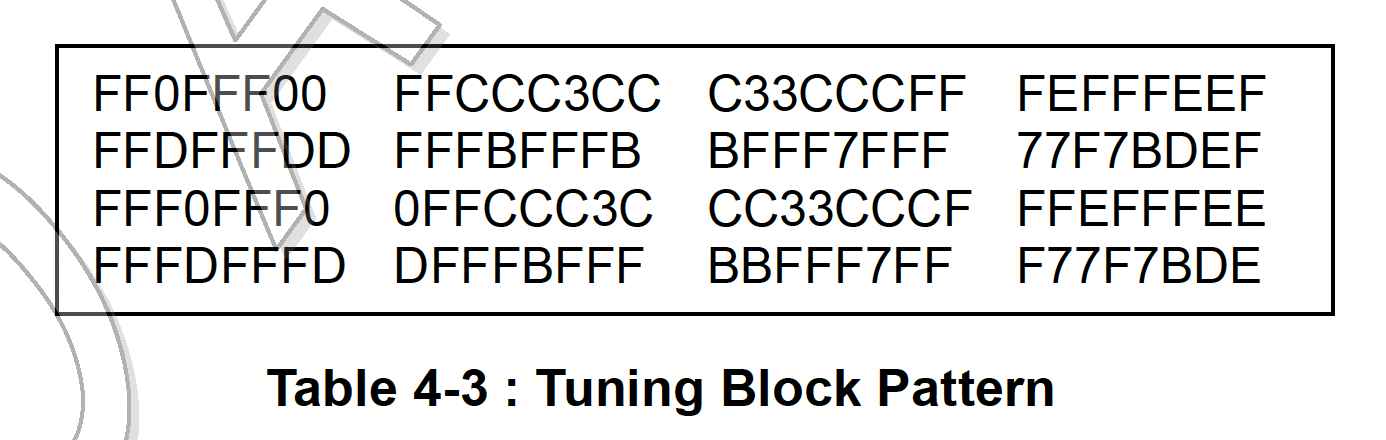 FF0FFF00 FFCCC3CC C33CCCFF FEFFFEEF
FFDFFFDD FFFBFFFB BFFF7FFF 77F7BDEF
FFF0FFF0 0FFCCC3C CC33CCCF FFEFFFEE
FFFDFFFD DFFFBFFF BBFFF7FF F77F7BDE
Table 4-3 : Tuning Block Pattern